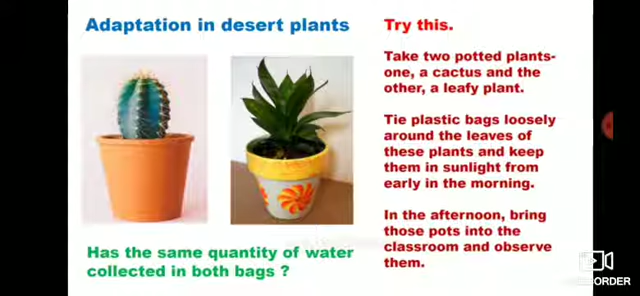 Adaptation in desert plants
Has the same quantity of water
collected in both bags ?
Try this.
Take two potted plants-
one, a cactus and the
other, a leafy plant.
Tie plastic bags loosely
around the leaves of
these plants and keep
them in sunlight from
early in the morning.
In the afternoon, bring
those pots into the
classroom and observe
them.